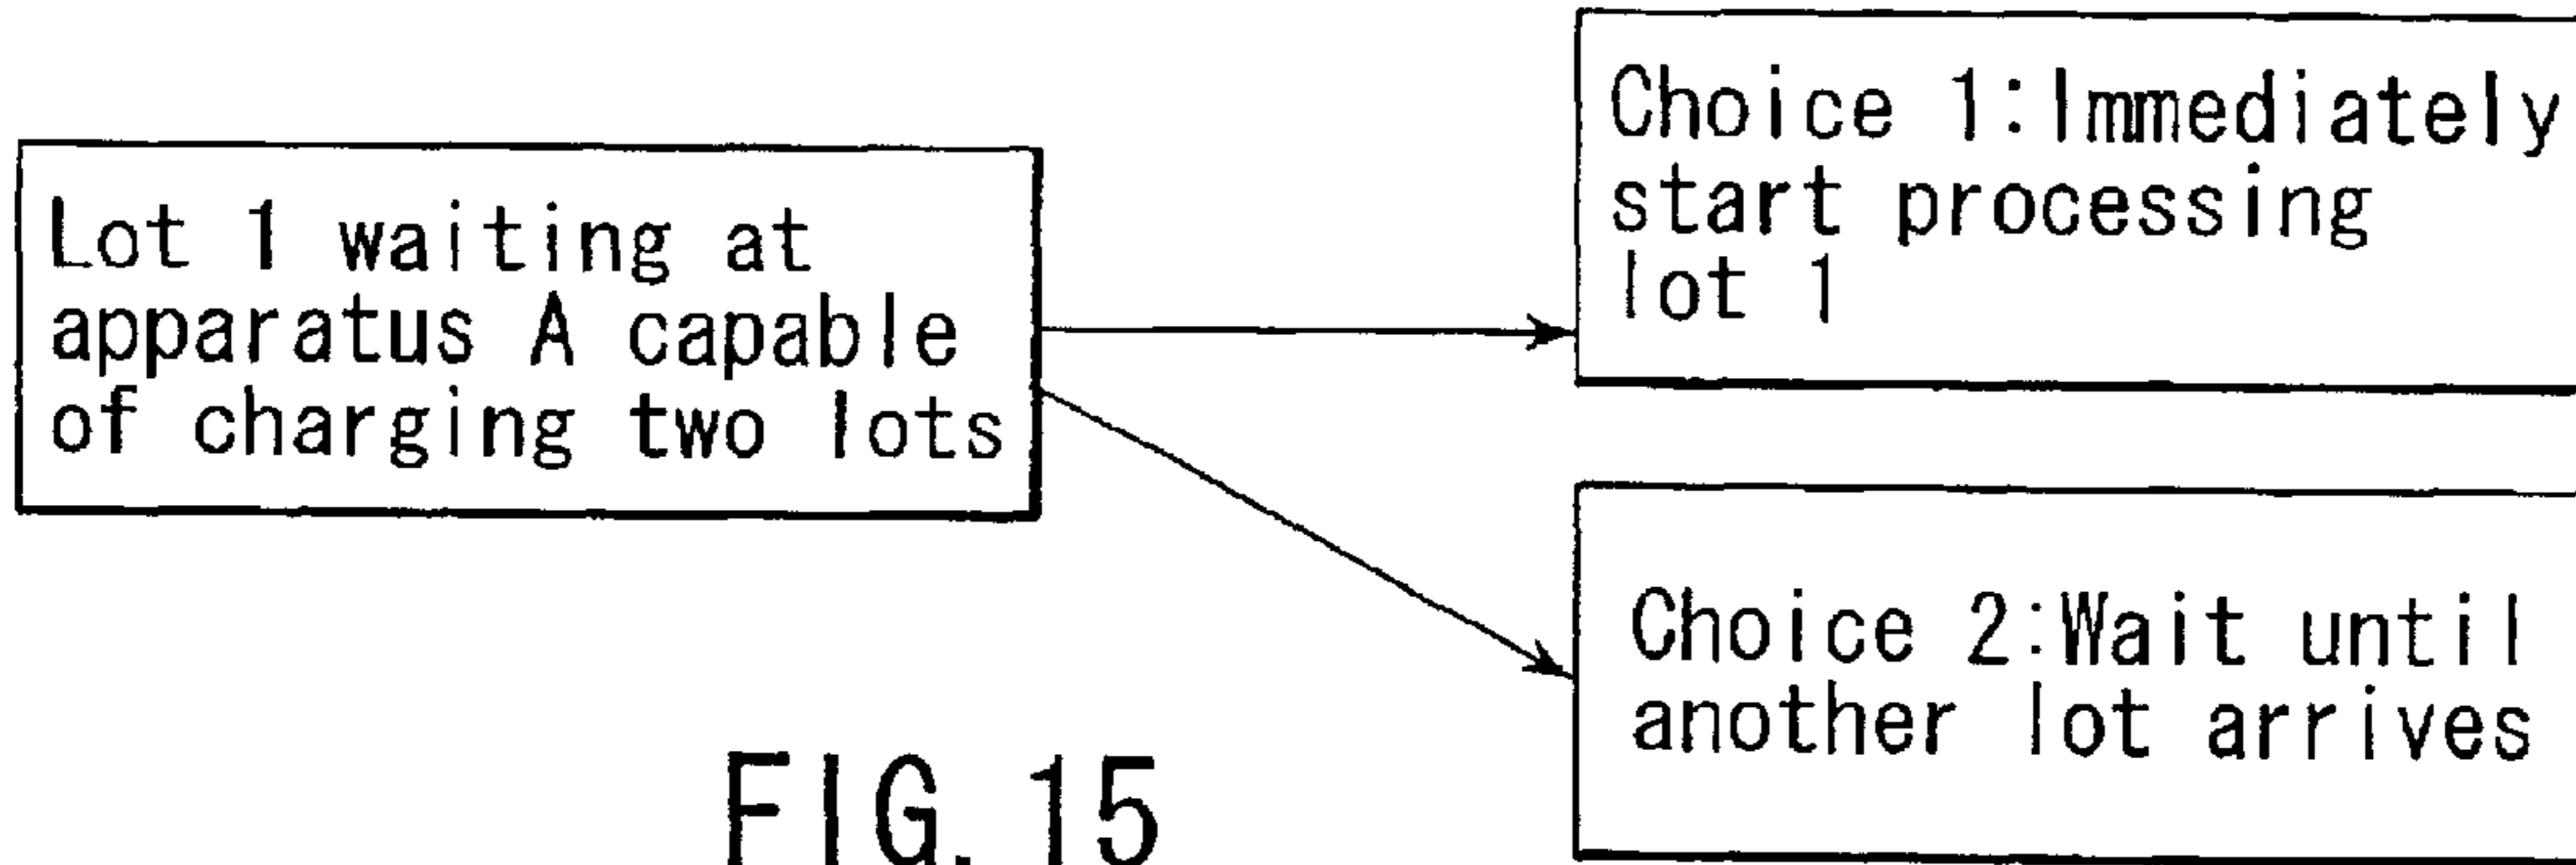 Lot 1 waiting at
apparatus A capable
of charging two lots
Choice 1:Immediately
start processing
lot 1
Choice 2:Wait until
another lot arrives
FIG. 15